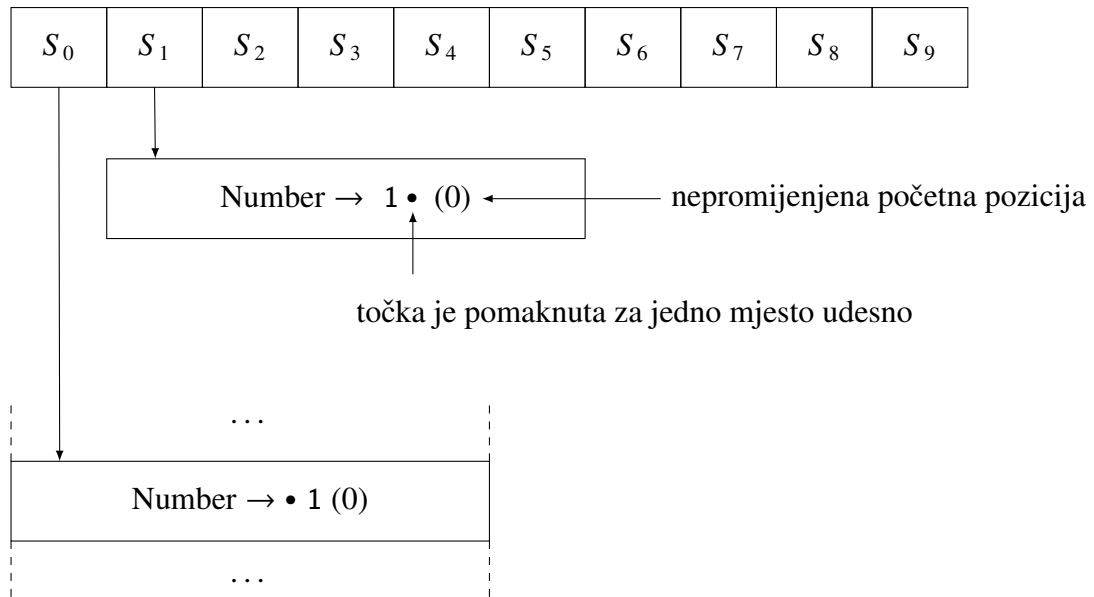 S0 S1 S2 S3 S4 S5 S6 S7 S8 S9
Number → 1 • (0) nepromijenjena početna pozicija
točka je pomaknuta za jedno mjesto udesno
...
Number → • 1 (0)
...